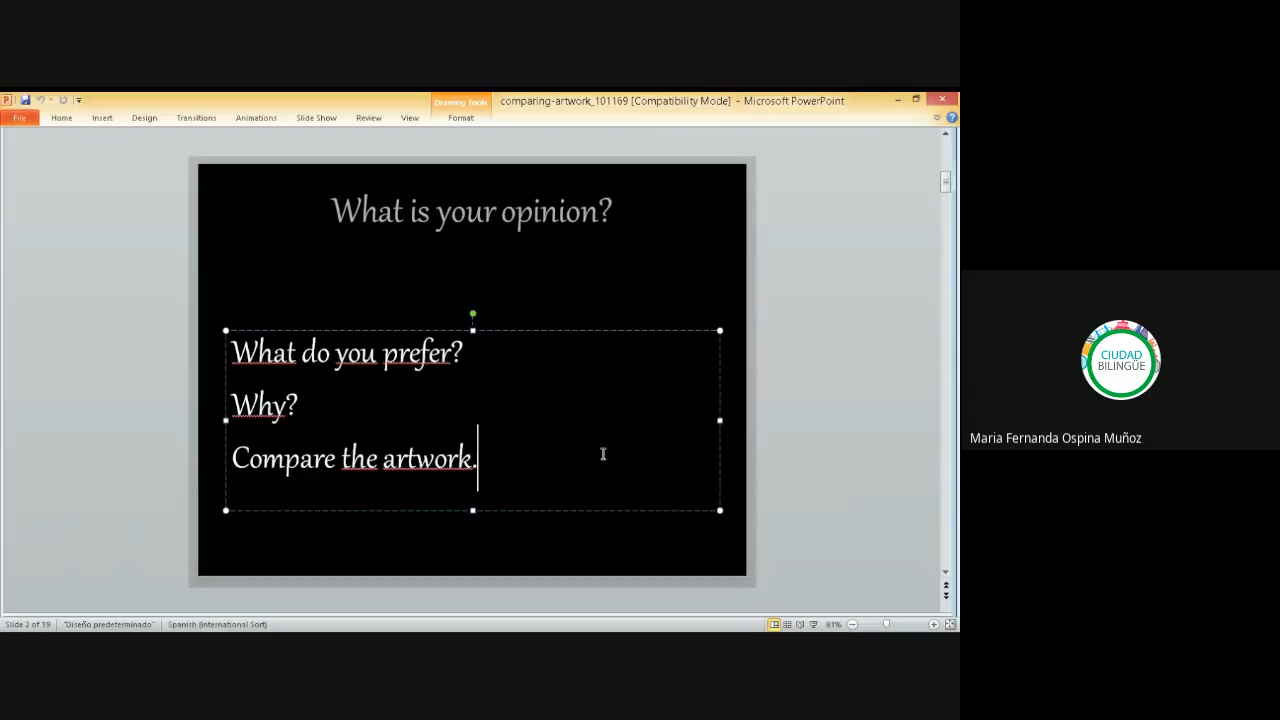 comparing-artwork_101169 [Compatibility Mode] - Microsoft PowerPoint
Drawing Tools
File Home Insert Design Transitions Animations Slide Show Review View Format
What is your opinion?
What do you prefer?
Why?
Compare the artwork.
CIUDAD
BILINGÜE
Maria Fernanda Ospina Muñoz
Slide 2 of 19 "Diseño predeterminado" Spanish (International Sort) 81%